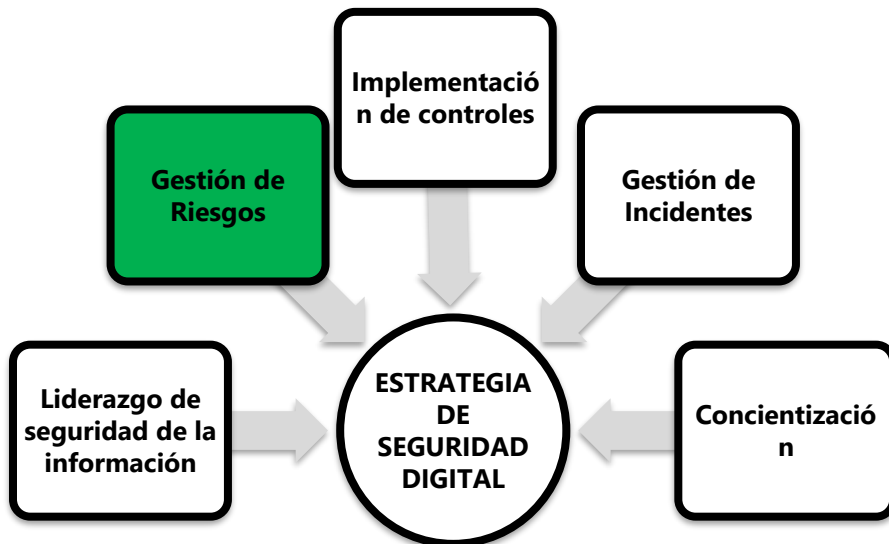 Implementació
n de controles
Gestión de
Riesgos
Gestión de
Incidentes
Liderazgo de
seguridad de la
información
ESTRATEGIA
DE
SEGURIDAD
DIGITAL
Concientizació
n